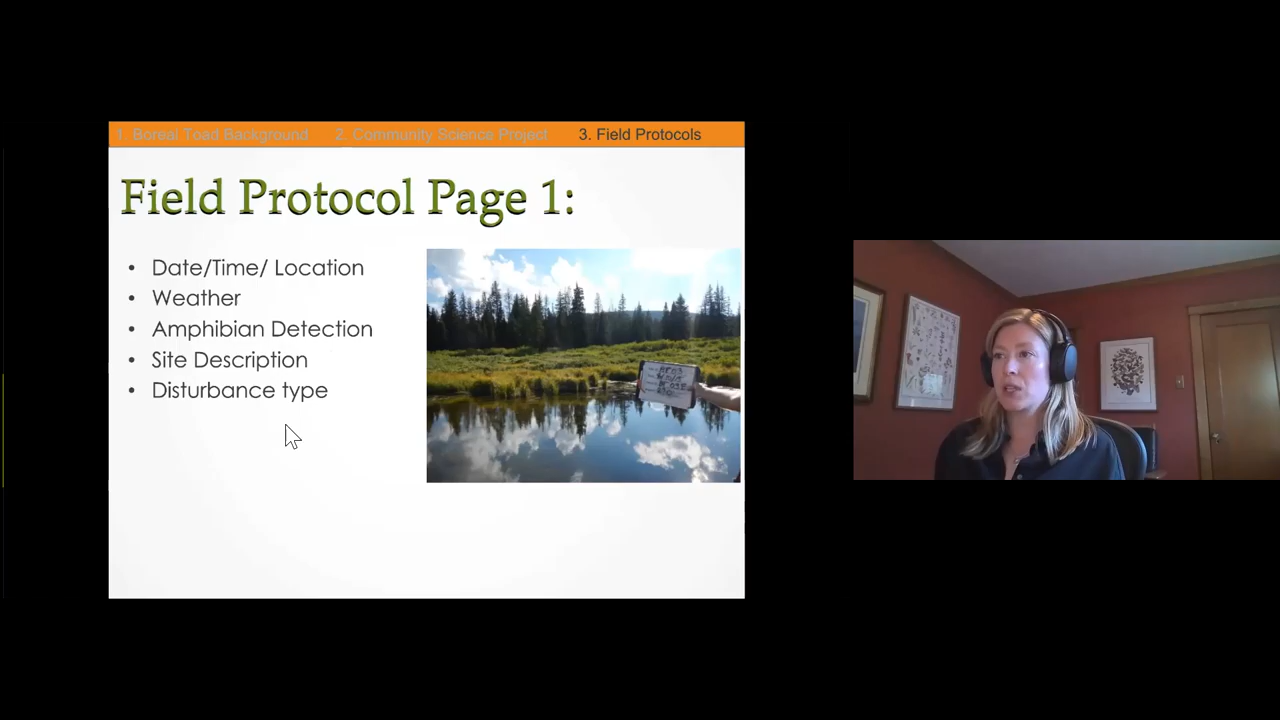 1. Boreal Toad Background 2. Community Science Project 3. Field Protocols
Field Protocol Page 1:
• Date/Time/ Location
• Weather
• Amphibian Detection
• Site Description
• Disturbance type